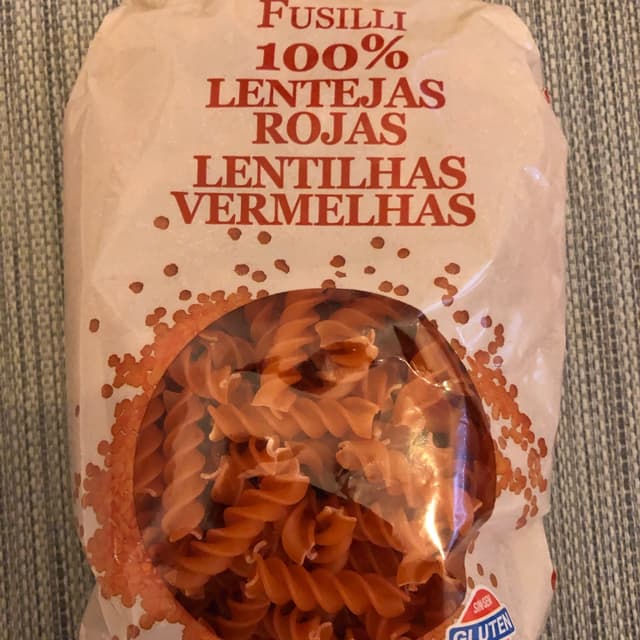 FUSILLI
100%
LENTEJAS
ROJAS
LENTILHAS
VERMELHAS
GLUTEN